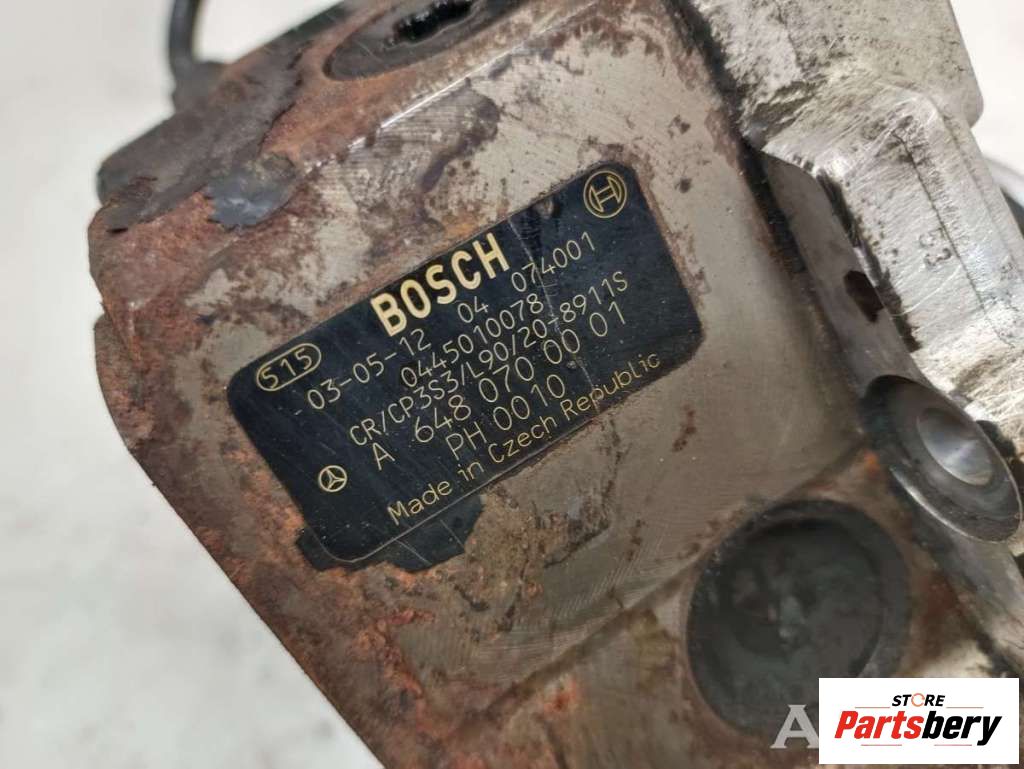 BOSCH
515
03-05-12 04 074001
0445010078
CR/CP3S3/L90/20-8911S
A 648 070 00 01
PH 0010
Made in Czech Republic
53
A
STORE
Partsbery